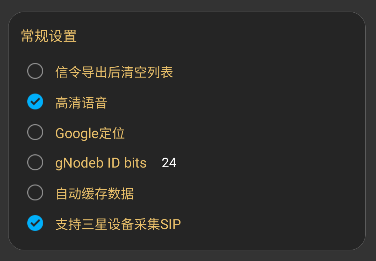 常规设置
信令导出后清空列表
高清语音
Google定位
gNodeb ID bits 24
自动缓存数据
支持三星设备采集SIP